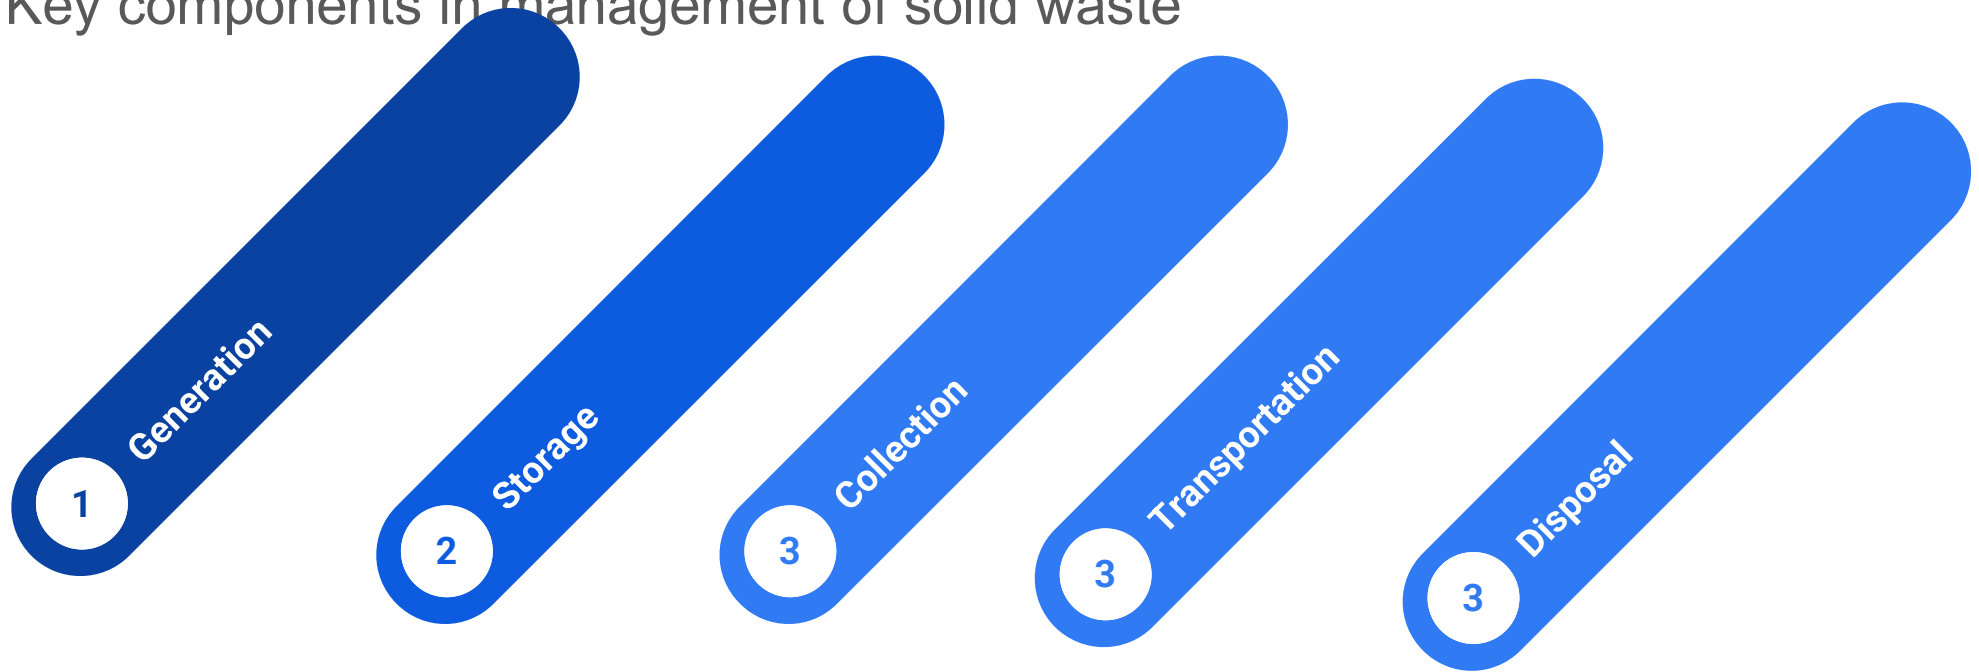 Key components in management of solid waste
Generation
1
Storage
2
Collection
3
Transportation
3
Disposal
3